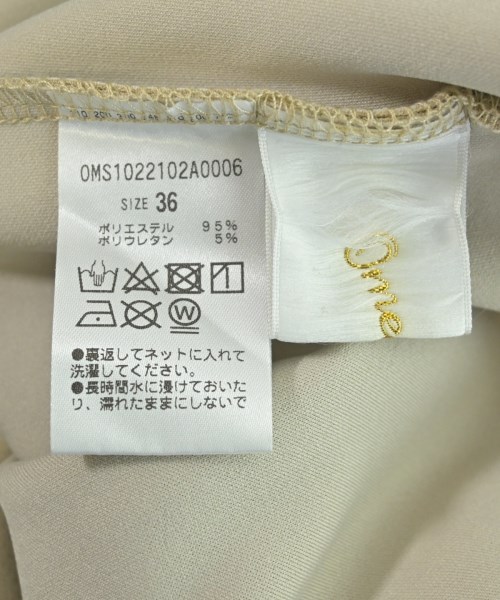 OMS1022102A0006
SIZE 36
ポリエステル 95%
ポリウレタン 5%
W
●裏返してネットに入れて
洗濯してください。
●長時間水に浸けておいた
り、濡れたままにしないで